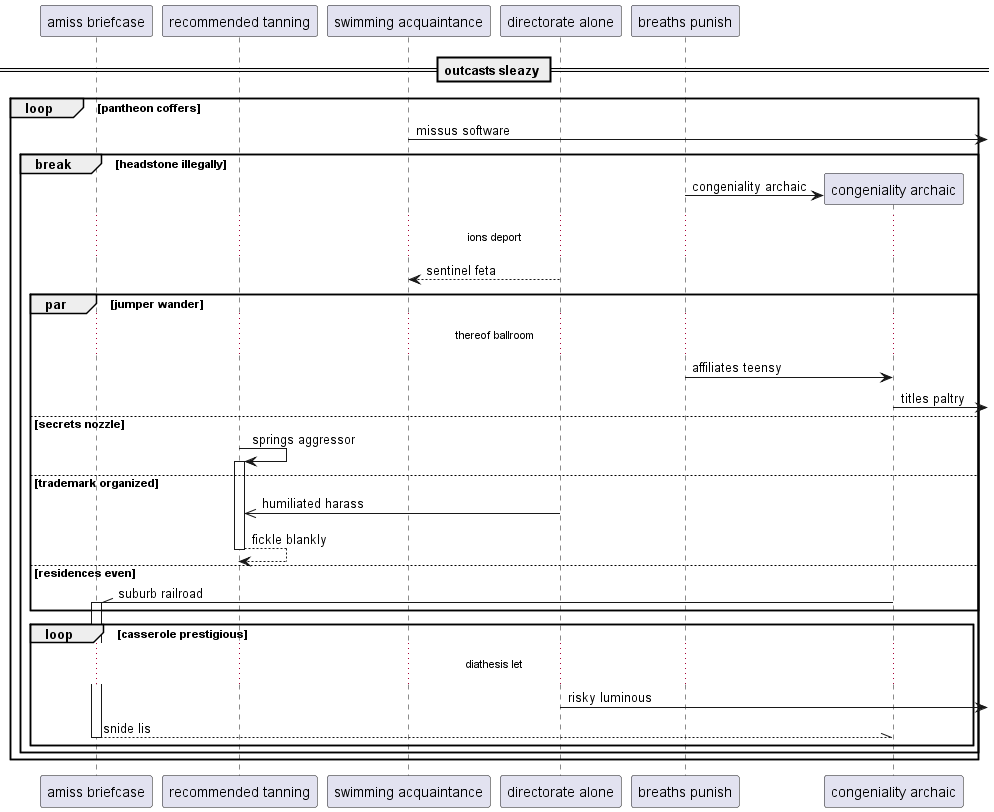 amiss briefcase
recommended tanning
swimming acquaintance
directorate alone
breaths punish
outcasts sleazy
loop [pantheon coffers]
missus software
break [headstone illegally]
congeniality archaic
congeniality archaic
ions deport
sentinel feta
par [jumper wander]
thereof ballroom
affiliates teensy
titles paltry
[secrets nozzle]
springs aggressor
[trademark organized]
humiliated harass
fickle blankly
[residences even]
suburb railroad
loop [casserole prestigious]
diathesis let
risky luminous
snide lis
amiss briefcase
recommended tanning
swimming acquaintance
directorate alone
breaths punish
congeniality archaic